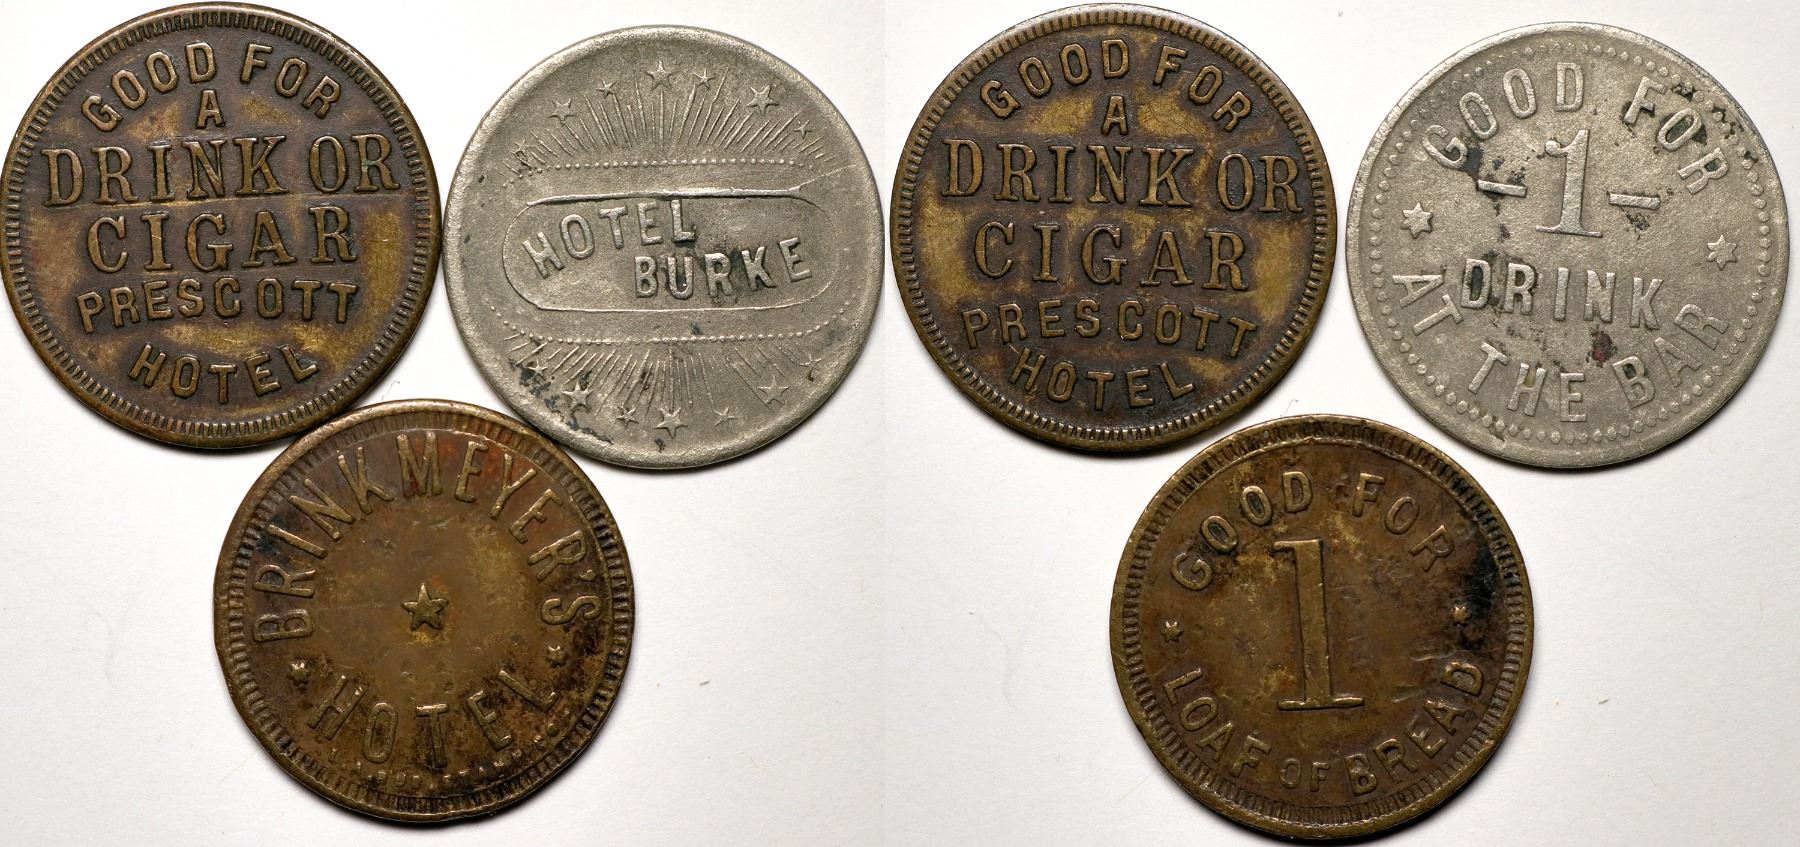 GOOD FOR
A
DRINK OR
CIGAR
PRESCOTT
HOTEL
HOTEL
BURKE
BRINKMEYER'S
HOTEL
GOOD FOR
A
DRINK OR
CIGAR
PRESCOTT
HOTEL
GOOD FOR
-1-
DRINK
AT THE BAR
GOOD FOR
1
LOAF OF BREAD